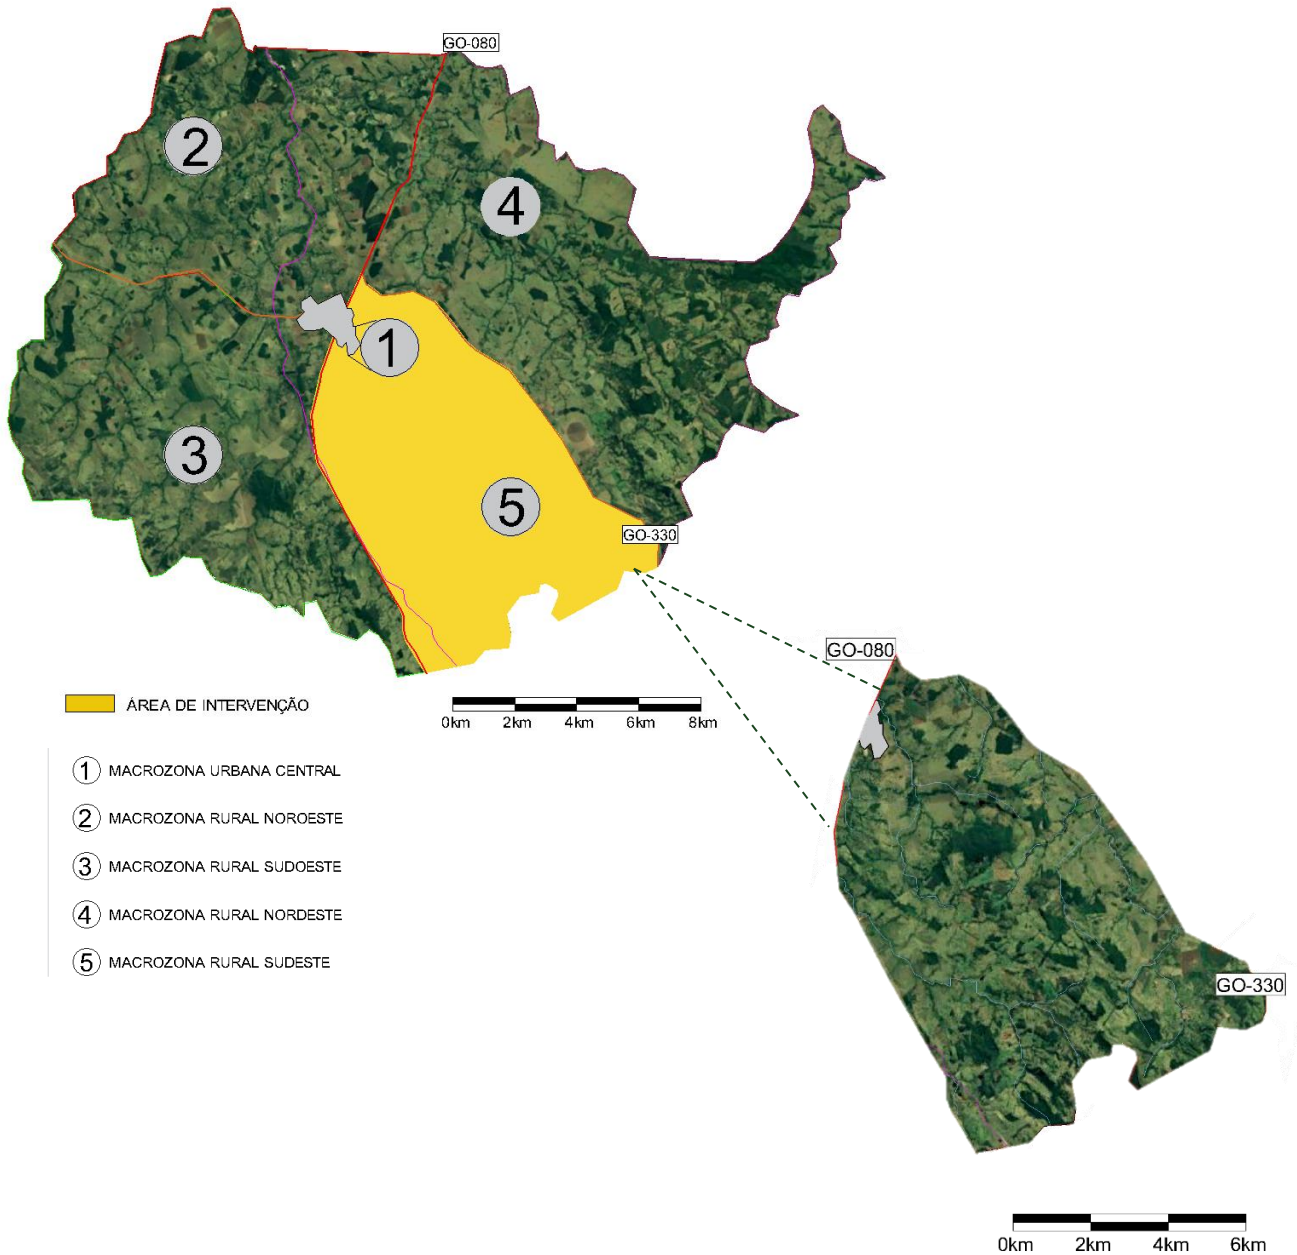 GO-080
2
4
1
3
5
GO-330
GO-080
ÁREA DE INTERVENÇÃO
0km 2km 4km 6km 8km
1 MACROZONA URBANA CENTRAL
2 MACROZONA RURAL NOROESTE
3 MACROZONA RURAL SUDOESTE
4 MACROZONA RURAL NORDESTE
5 MACROZONA RURAL SUDESTE
GO-330
0km 2km 4km 6km